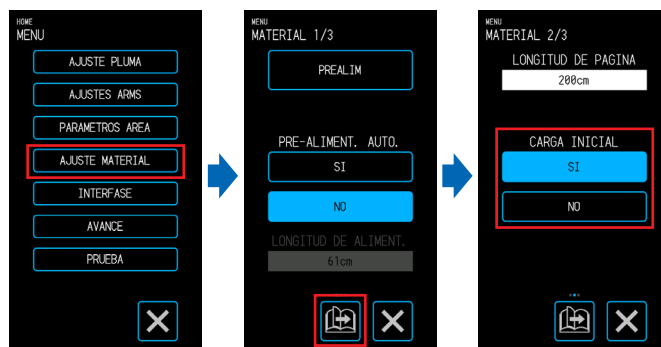 HOME
MENU
AJUSTE PLUMA
AJUSTES ARMS
PARAMETROS AREA
AJUSTE MATERIAL
INTERFASE
AVANCE
PRUEBA
MENU
MATERIAL 1/3
PREALIM
PRE-ALIMENT. AUTO.
SI
NO
LONGITUD DE ALIMENT.
61cm
MENU
MATERIAL 2/3
LONGITUD DE PAGINA
200cm
CARGA INICIAL
SI
NO